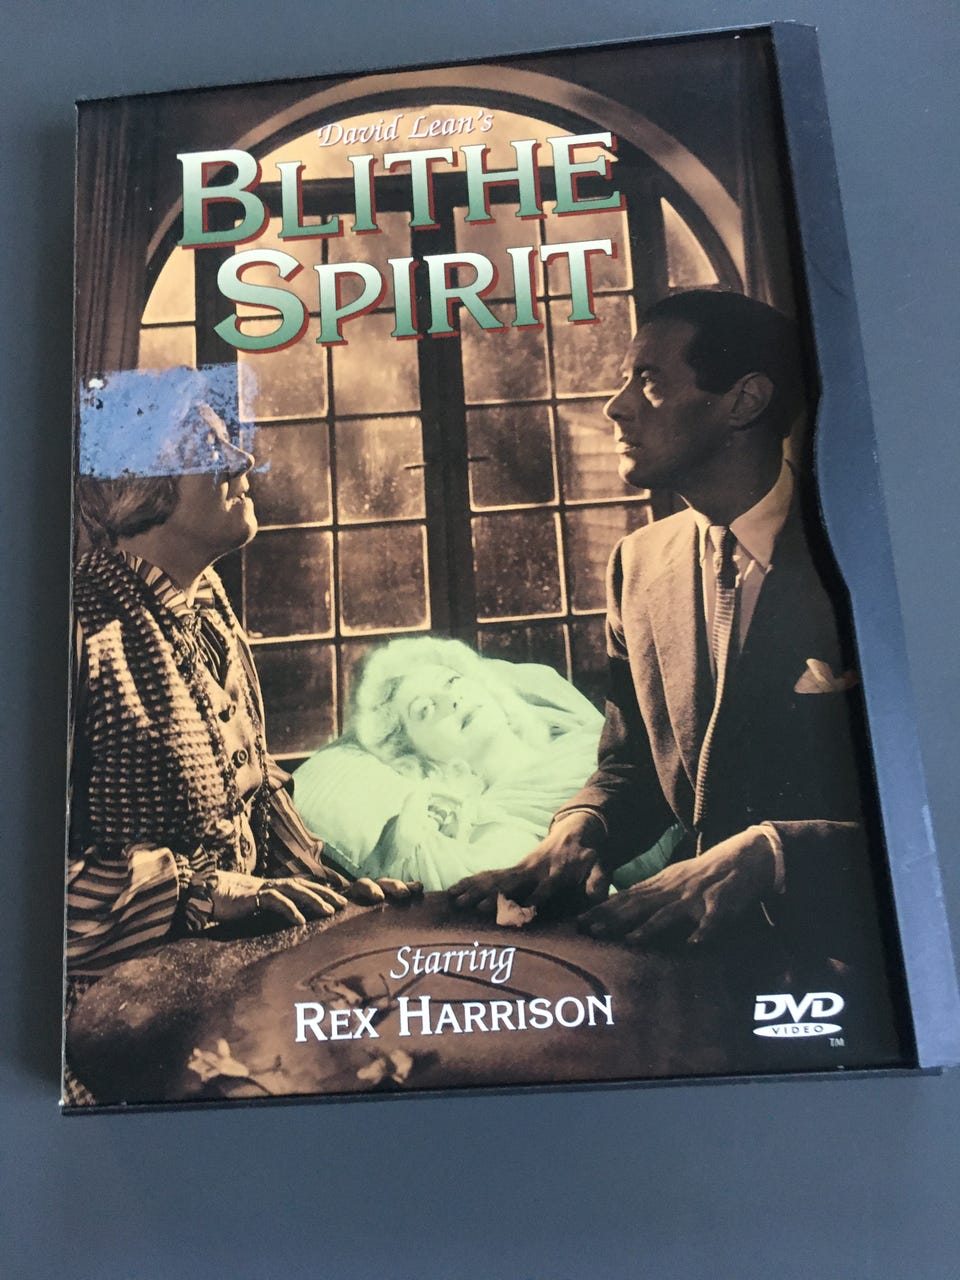 David Lean's
BLITHE
SPIRIT
Starring
REX HARRISON
DVD
VIDEO
TM